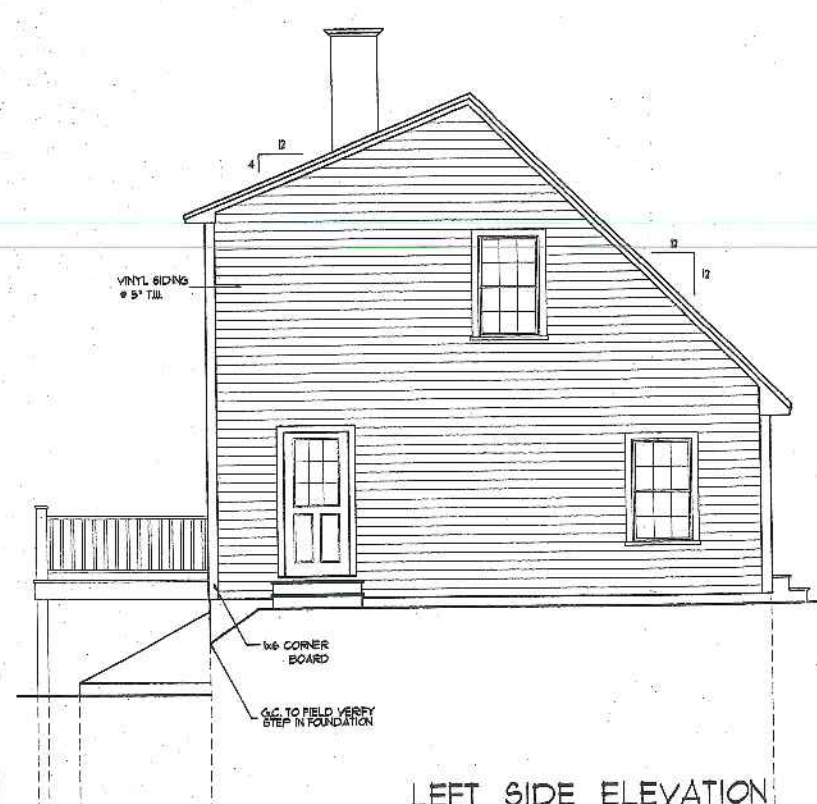 12
4
12
12
VINYL SIDING
@ 5" T.W.
1x6 CORNER
BOARD
G.C. TO FIELD VERIFY
STEP IN FOUNDATION
LEFT SIDE ELEVATION